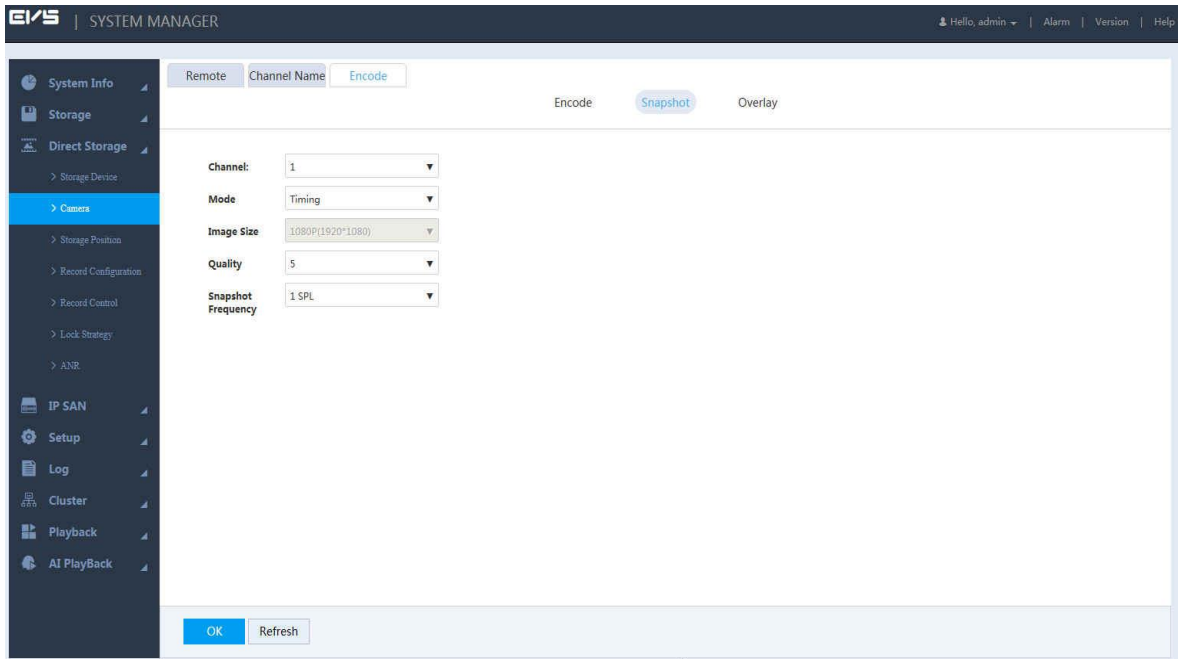 EVS | SYSTEM MANAGER
Hello, admin | Alarm | Version | Help
System Info
Storage
Direct Storage
> Storage Device
> Camera
> Storage Position
> Record Configuration
> Record Control
> Lock Strategy
> ANR
IP SAN
Setup
Log
Cluster
Playback
AI PlayBack
Remote Channel Name Encode
Encode Snapshot Overlay
Channel: 1
Mode Timing
Image Size 1080P(1920*1080)
Quality 5
Snapshot 1 SPL
Frequency
OK Refresh